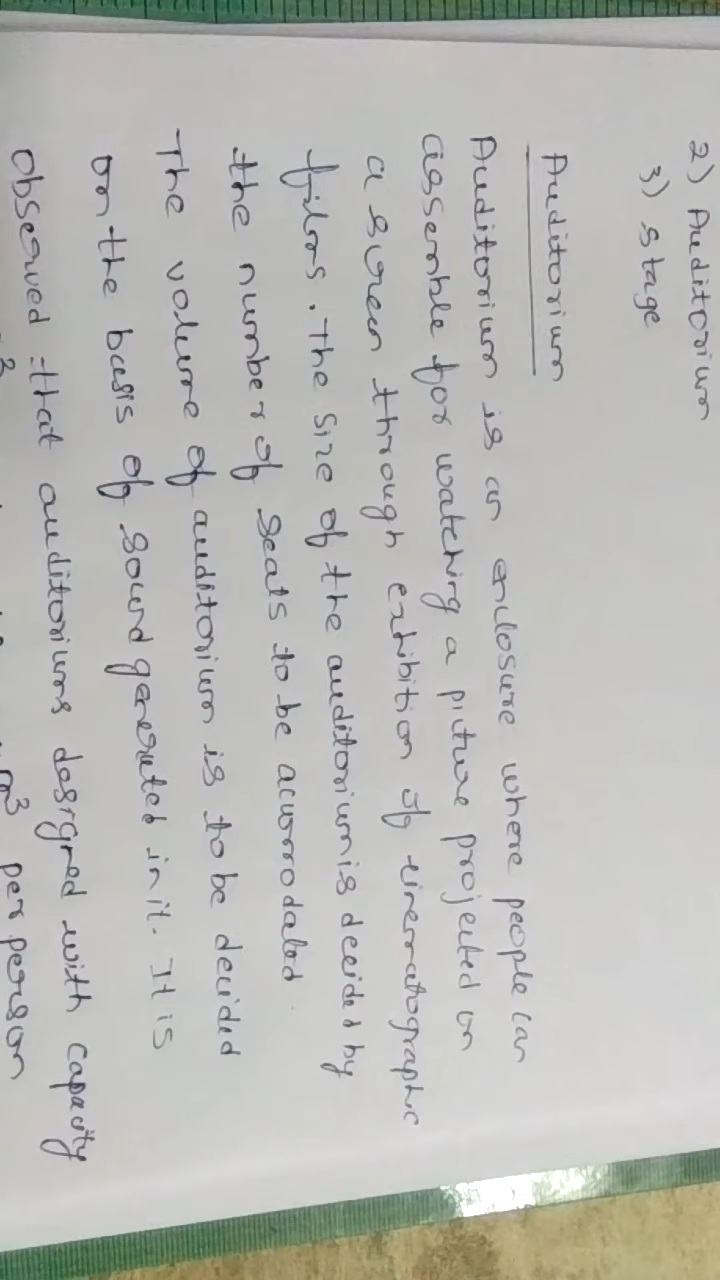 2) Auditorium
3) stage
Auditorium
Auditorium is an enclosure where people can
assemble for watching a picture projected on
a screen through exhibition of cinematographic
films. The size of the auditorium is decided by
the number of seats to be accomodated.
The volume of auditorium is to be decided
on the basis of sound generated in it. It is
observed that auditoriums designed with capacity
m³ per person